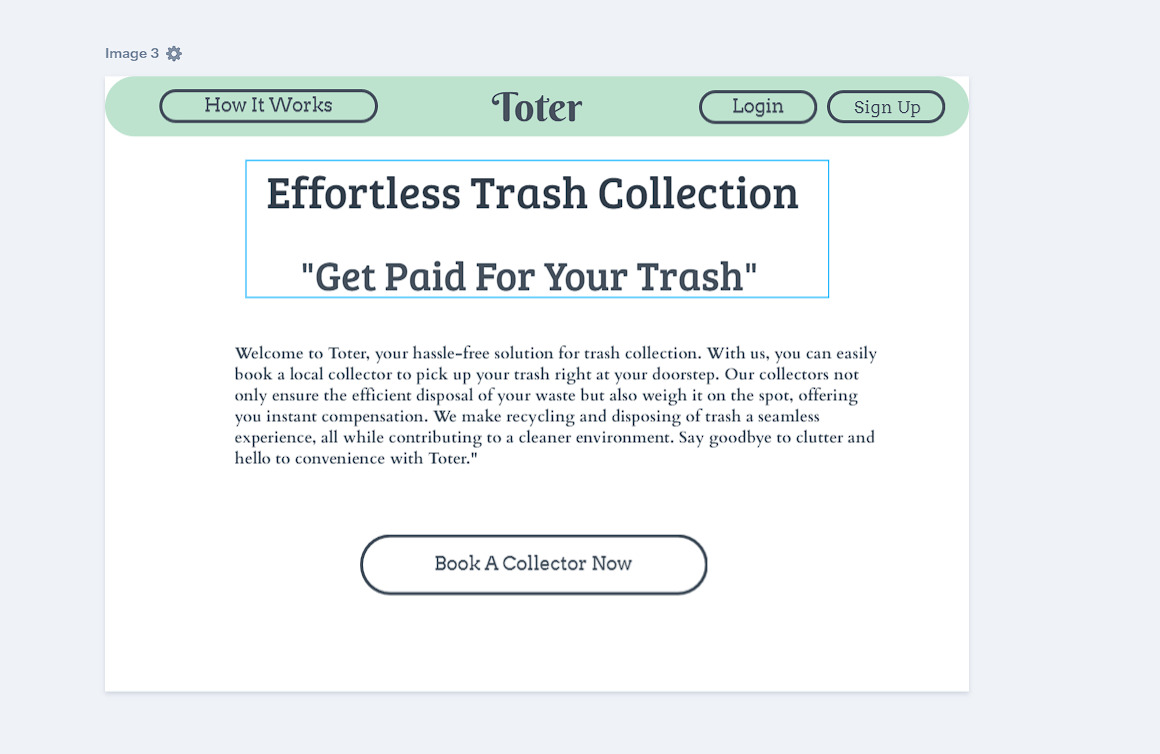 Image 3
How It Works
Toter
Login
Sign Up
Effortless Trash Collection
"Get Paid For Your Trash"
Welcome to Toter, your hassle-free solution for trash collection. With us, you can easily
book a local collector to pick up your trash right at your doorstep. Our collectors not
only ensure the efficient disposal of your waste but also weigh it on the spot, offering
you instant compensation. We make recycling and disposing of trash a seamless
experience, all while contributing to a cleaner environment. Say goodbye to clutter and
hello to convenience with Toter."
Book A Collector Now